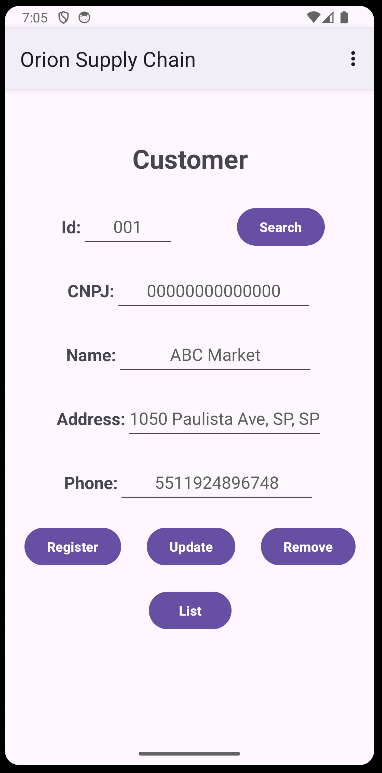 7:05
Orion Supply Chain
Customer
Id: 001 Search
CNPJ: 00000000000000
Name: ABC Market
Address: 1050 Paulista Ave, SP, SP
Phone: 5511924896748
Register Update Remove
List